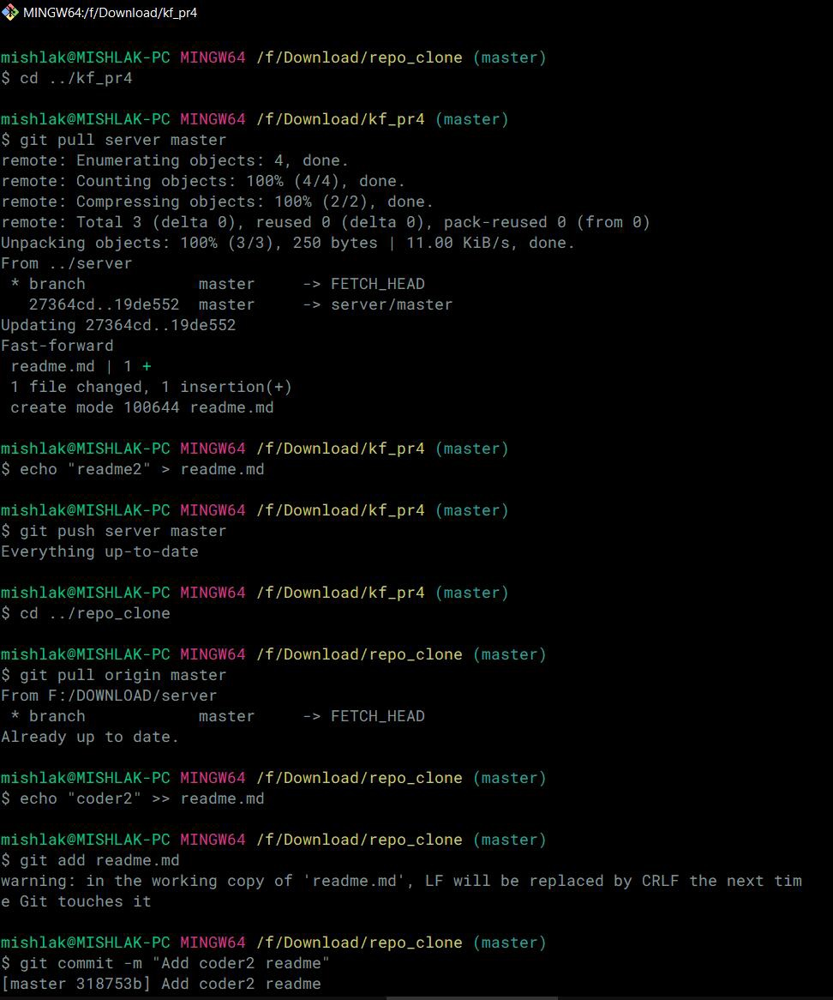 MINGW64:/f/Download/kf_pr4
mishlak@MISHLAK-PC MINGW64 /f/Download/repo_clone (master)
$ cd ../kf_pr4
mishlak@MISHLAK-PC MINGW64 /f/Download/kf_pr4 (master)
$ git pull server master
remote: Enumerating objects: 4, done.
remote: Counting objects: 100% (4/4), done.
remote: Compressing objects: 100% (2/2), done.
remote: Total 3 (delta 0), reused 0 (delta 0), pack-reused 0 (from 0)
Unpacking objects: 100% (3/3), 250 bytes | 11.00 KiB/s, done.
From ../server
 * branch            master     -> FETCH_HEAD
   27364cd..19de552  master     -> server/master
Updating 27364cd..19de552
Fast-forward
 readme.md | 1 +
 1 file changed, 1 insertion(+)
 create mode 100644 readme.md
mishlak@MISHLAK-PC MINGW64 /f/Download/kf_pr4 (master)
$ echo "readme2" > readme.md
mishlak@MISHLAK-PC MINGW64 /f/Download/kf_pr4 (master)
$ git push server master
Everything up-to-date
mishlak@MISHLAK-PC MINGW64 /f/Download/kf_pr4 (master)
$ cd ../repo_clone
mishlak@MISHLAK-PC MINGW64 /f/Download/repo_clone (master)
$ git pull origin master
From F:/DOWNLOAD/server
 * branch            master     -> FETCH_HEAD
Already up to date.
mishlak@MISHLAK-PC MINGW64 /f/Download/repo_clone (master)
$ echo "coder2" >> readme.md
mishlak@MISHLAK-PC MINGW64 /f/Download/repo_clone (master)
$ git add readme.md
warning: in the working copy of 'readme.md', LF will be replaced by CRLF the next tim
e Git touches it
mishlak@MISHLAK-PC MINGW64 /f/Download/repo_clone (master)
$ git commit -m "Add coder2 readme"
[master 318753b] Add coder2 readme